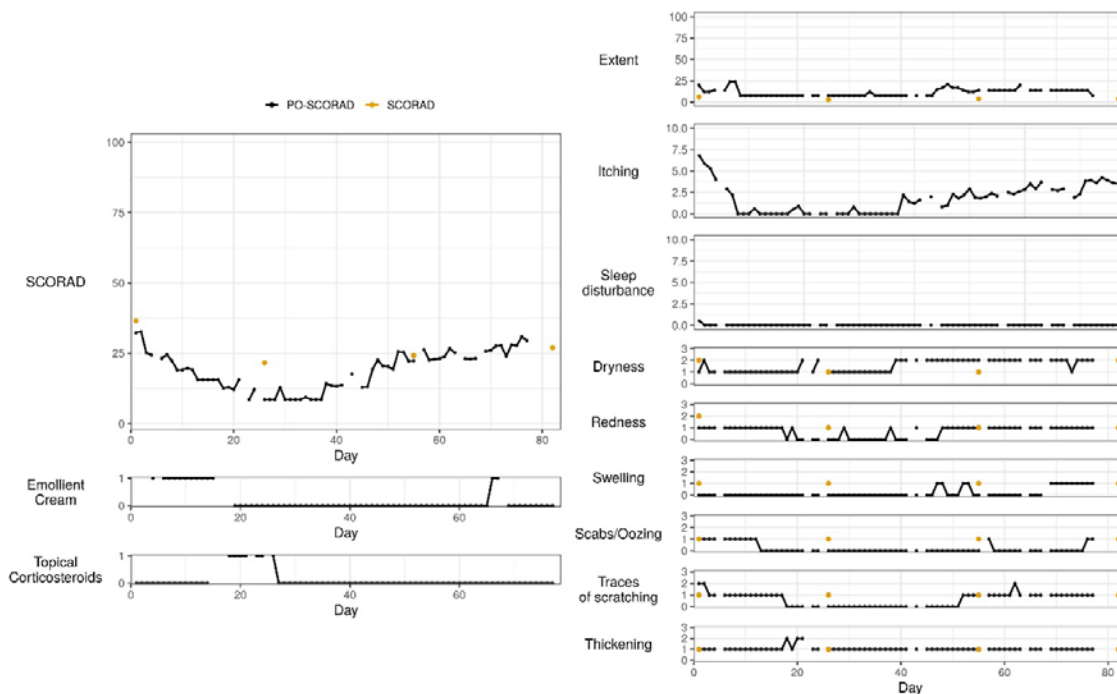 PO-SCORAD SCORAD
SCORAD
100
75
50
25
0
0 20 40 60 80
Day
Emollient
Cream
1
0
0 20 40 60
Day
Topical
Corticosteroids
1
0
0 20 40 60
Day
Extent
100
75
50
25
0
Itching
10.0
7.5
5.0
2.5
0.0
Sleep
disturbance
10.0
7.5
5.0
2.5
0.0
Dryness
3
2
1
0
Redness
3
2
1
0
Swelling
3
2
1
0
Scabs/Oozing
3
2
1
0
Traces
of scratching
3
2
1
0
Thickening
3
2
1
0
0 20 40 60 80
Day